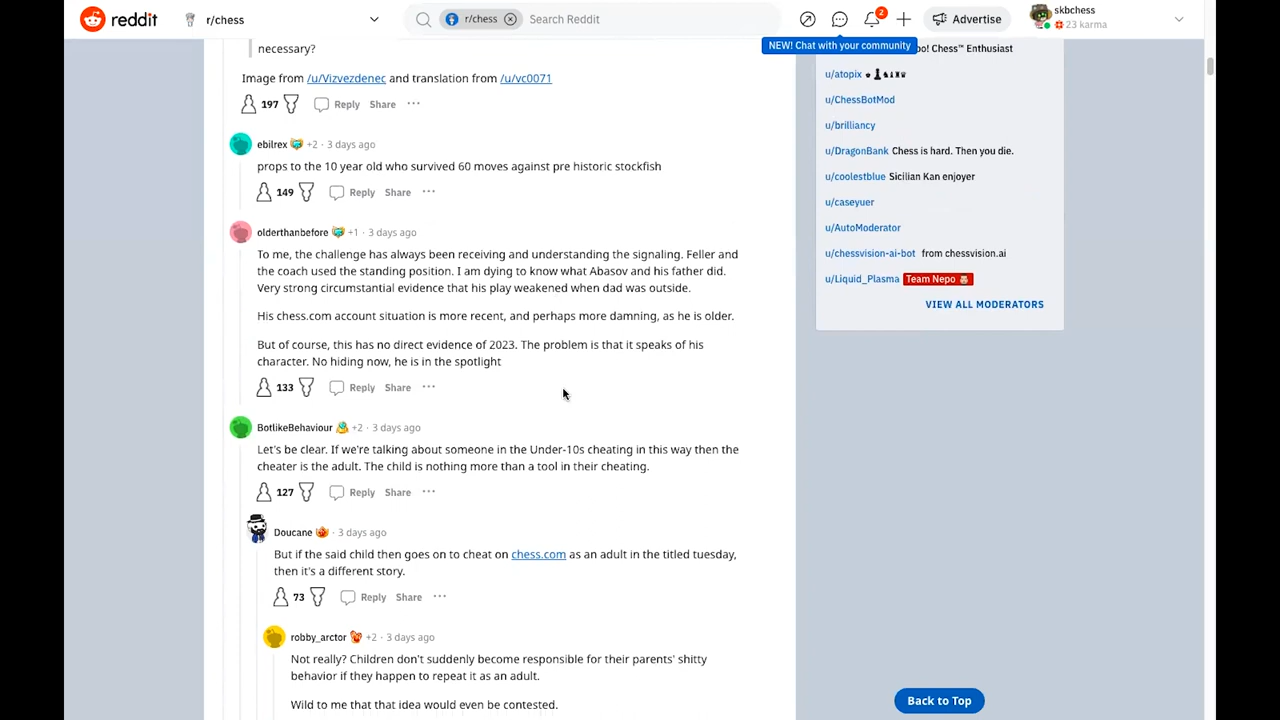 reddit
r/chess
r/chess
Search Reddit
2
Advertise
skbchess
23 karma
NEW! Chat with your community
necessary?
Image from /u/Vizvezdenec and translation from /u/vc0071
197 Reply Share ···
ebilrex +2 · 3 days ago
props to the 10 year old who survived 60 moves against pre historic stockfish
149 Reply Share ···
olderthanbefore +1 · 3 days ago
To me, the challenge has always been receiving and understanding the signaling. Feller and
the coach used the standing position. I am dying to know what Abasov and his father did.
Very strong circumstantial evidence that his play weakened when dad was outside.
His chess.com account situation is more recent, and perhaps more damning, as he is older.
But of course, this has no direct evidence of 2023. The problem is that it speaks of his
character. No hiding now, he is in the spotlight
133 Reply Share ···
BotlikeBehaviour +2 · 3 days ago
Let's be clear. If we're talking about someone in the Under-10s cheating in this way then the
cheater is the adult. The child is nothing more than a tool in their cheating.
127 Reply Share ···
Doucane · 3 days ago
But if the said child then goes on to cheat on chess.com as an adult in the titled tuesday,
then it's a different story.
73 Reply Share ···
robby_arctor +2 · 3 days ago
Not really? Children don't suddenly become responsible for their parents' shitty
behavior if they happen to repeat it as an adult.
Wild to me that that idea would even be contested.
o! Chess™ Enthusiast
u/atopix
u/ChessBotMod
u/brilliancy
u/DragonBank Chess is hard. Then you die.
u/coolestblue Sicilian Kan enjoyer
u/caseyuer
u/AutoModerator
u/chessvision-ai-bot from chessvision.ai
u/Liquid_Plasma Team Nepo
VIEW ALL MODERATORS
Back to Top